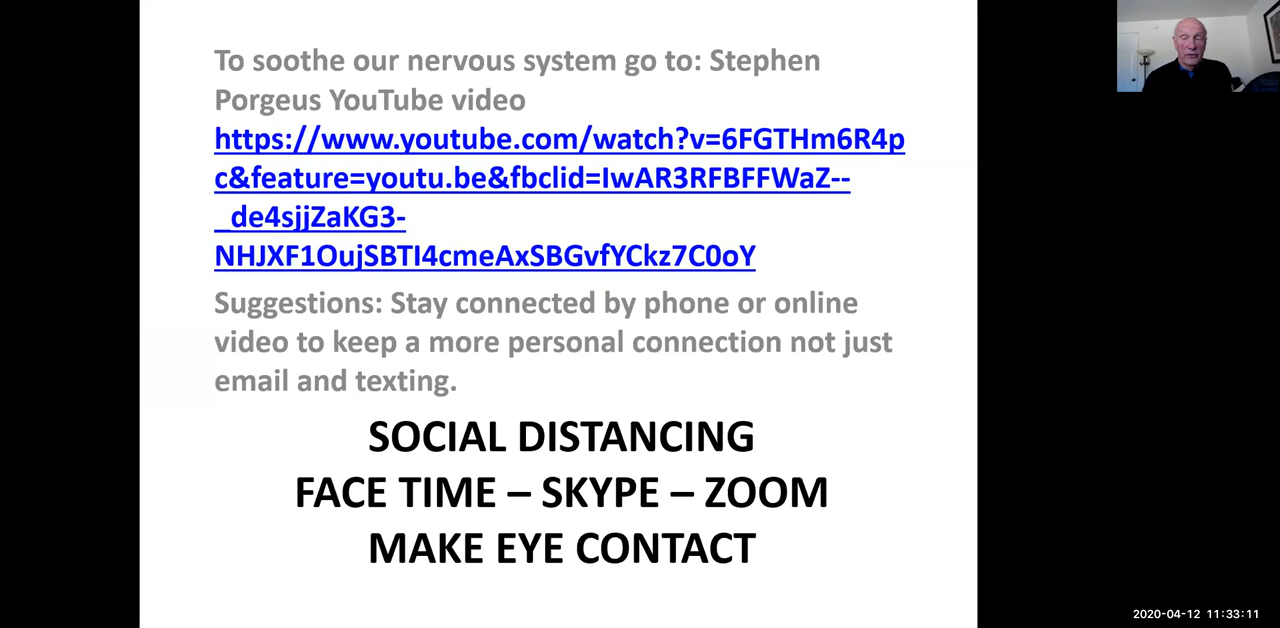 To soothe our nervous system go to: Stephen
Porgeus YouTube video
https://www.youtube.com/watch?v=6FGTHm6R4p
c&feature=youtu.be&fbclid=IwAR3RFBFFWaZ--
_de4sjjZaKG3-
NHJXF1OujSBTI4cmeAxSBGvfYCkz7C0oY
Suggestions: Stay connected by phone or online
video to keep a more personal connection not just
email and texting.
SOCIAL DISTANCING
FACE TIME – SKYPE – ZOOM
MAKE EYE CONTACT
2020-04-12 11:33:11